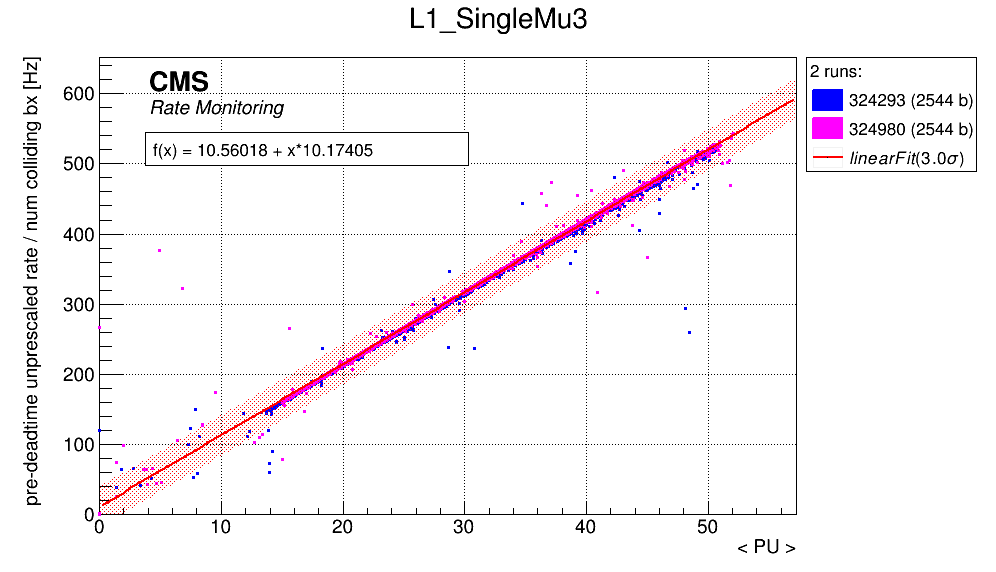 L1_SingleMu3
pre-deadtime unprescaled rate / num colliding bx [Hz]
CMS
Rate Monitoring
f(x) = 10.56018 + x*10.17405
600
500
400
300
200
100
0
0 10 20 30 40 50
< PU >
2 runs:
324293 (2544 b)
324980 (2544 b)
linearFit(3.0σ)